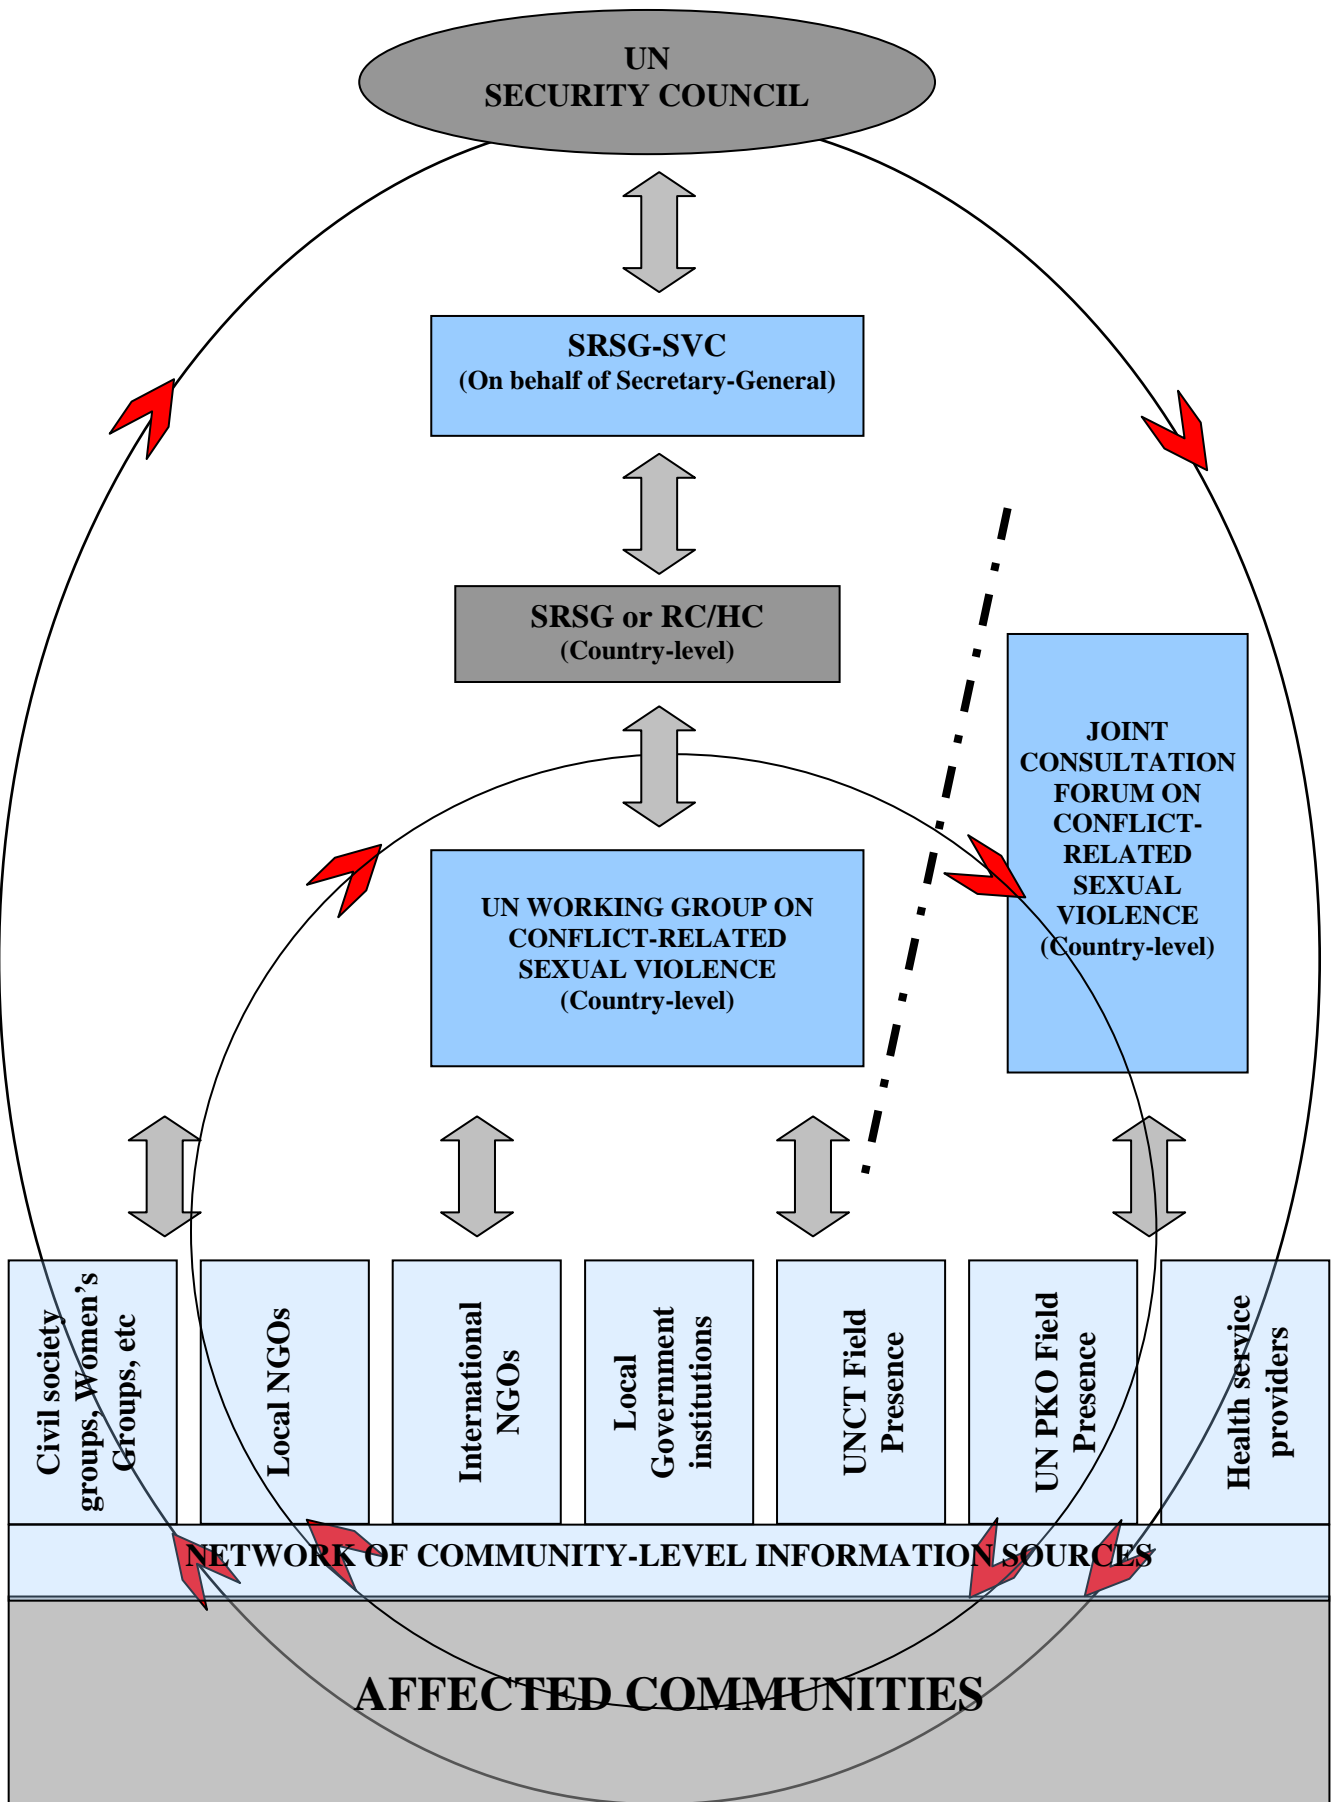 UN
SECURITY COUNCIL
SRSG-SVC
(On behalf of Secretary-General)
SRSG or RC/HC
(Country-level)
JOINT
CONSULTATION
FORUM ON
CONFLICT-
RELATED
SEXUAL
VIOLENCE
(Country-level)
UN WORKING GROUP ON
CONFLICT-RELATED
SEXUAL VIOLENCE
(Country-level)
Civil society
groups, Women’s
Groups, etc
Local NGOs
International
NGOs
Local
Government
institutions
UNCT Field
Presence
UN PKO Field
Presence
Health service
providers
NETWORK OF COMMUNITY-LEVEL INFORMATION SOURCES
AFFECTED COMMUNITIES